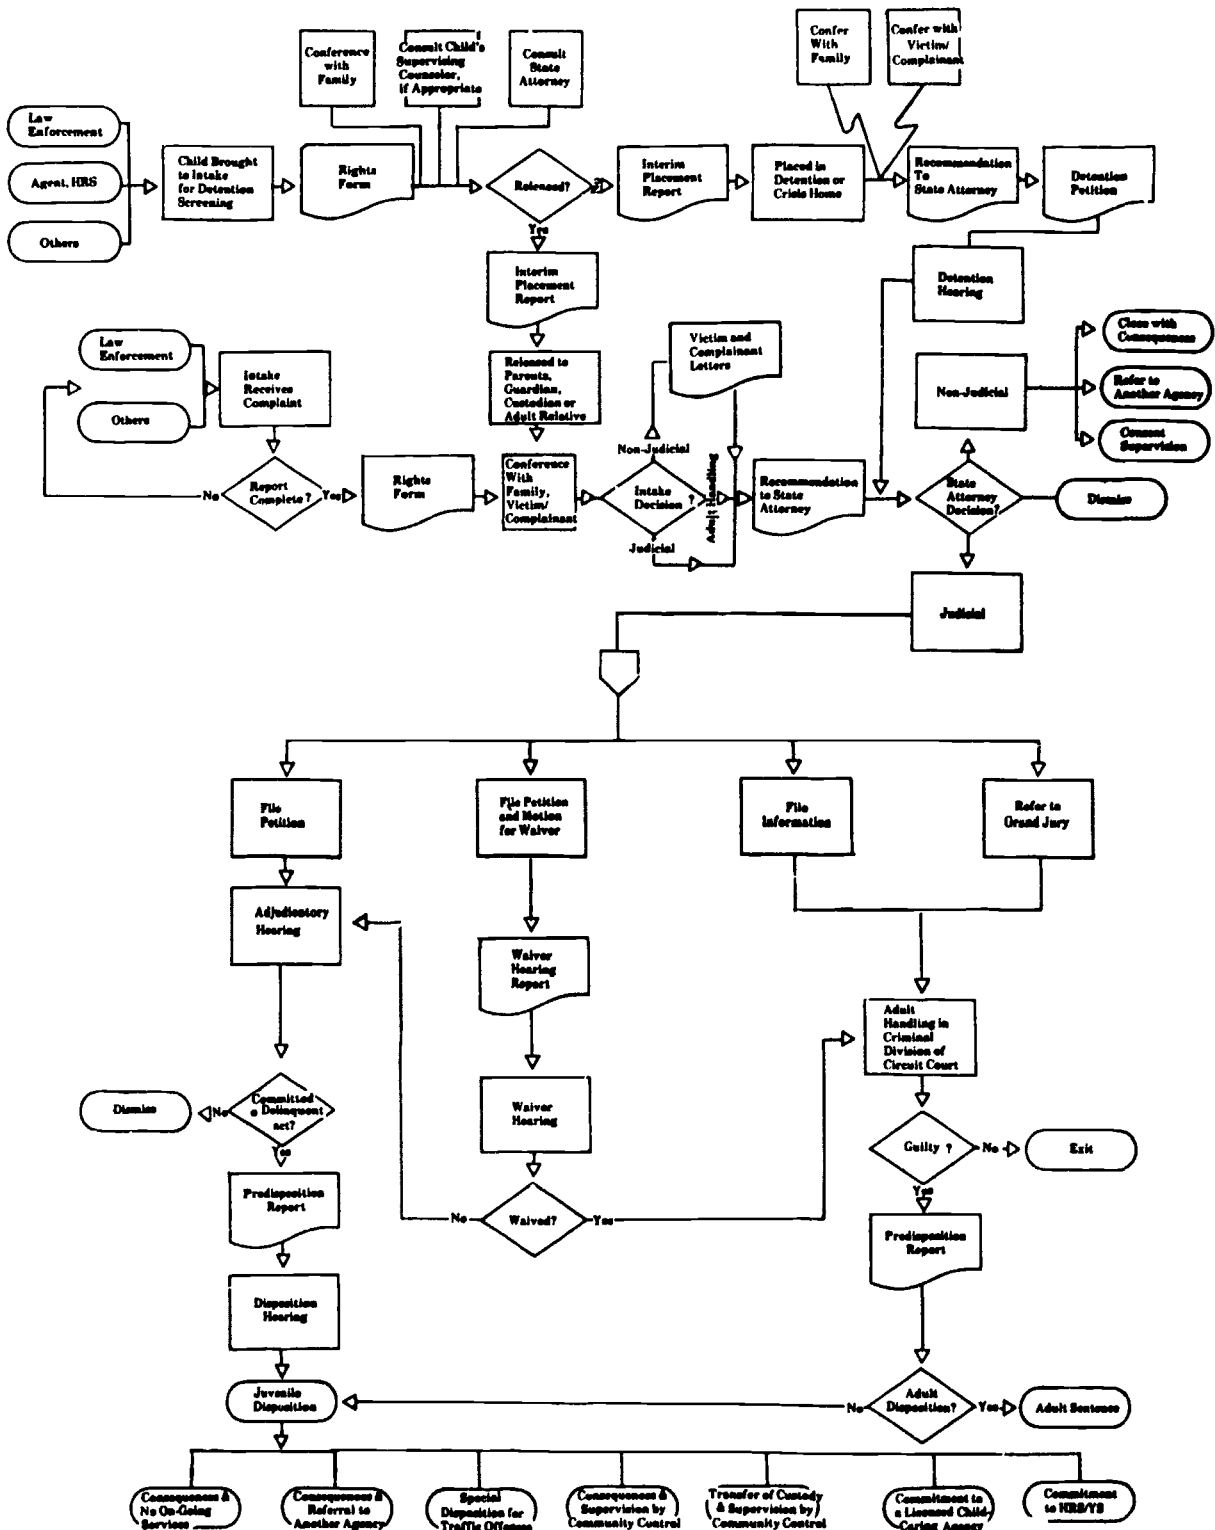 Confer
With
Family
Confer with
Victim/
Complainant
Conference
with
Family
Consult Child's
Supervising
Counselor,
If Appropriate
Consult
State
Attorney
Law
Enforcement
Agent, HRS
Others
Child Brought
to Intake
for Detention
Screening
Rights
Form
Released?
Interim
Placement
Report
Placed in
Detention or
Crisis Home
Recommendation
To
State Attorney
Detention
Petition
Yes
Interim
Placement
Report
Detention
Hearing
Law
Enforcement
Others
Intake
Receives
Complaint
Released to
Parents,
Guardian,
Custodian or
Adult Relative
Victim and
Complainant
Letters
Non-Judicial
Close with
Consequences
Refer to
Another Agency
Consent
Supervision
No
Report
Complete?
Yes
Rights
Form
Conference
With
Family,
Victim/
Complainant
Non-Judicial
Intake
Decision ?
Judicial
Adult Handling
Recommendation
to State
Attorney
State
Attorney
Decision?
Dismiss
Judicial
File
Petition
File Petition
and Motion
for Waiver
File
Information
Refer to
Grand Jury
Adjudicatory
Hearing
Waiver
Hearing
Report
Adult
Handling in
Criminal
Division of
Circuit Court
Dismiss
No
Committed
a Delinquent
act?
Yes
Waiver
Hearing
Guilty ?
No
Exit
Yes
Predisposition
Report
No
Waived?
Yes
Predisposition
Report
Disposition
Hearing
Juvenile
Disposition
No
Adult
Disposition?
Yes
Adult Sentence
Consequences &
No On-Going
Services
Consequences &
Referral to
Another Agency
Special
Disposition for
Traffic Offenses
Consequences &
Supervision by
Community Control
Transfer of Custody
& Supervision by
Community Control
Commitment to
a Licensed Child-
Caring Agency
Commitment
to HRS/YS